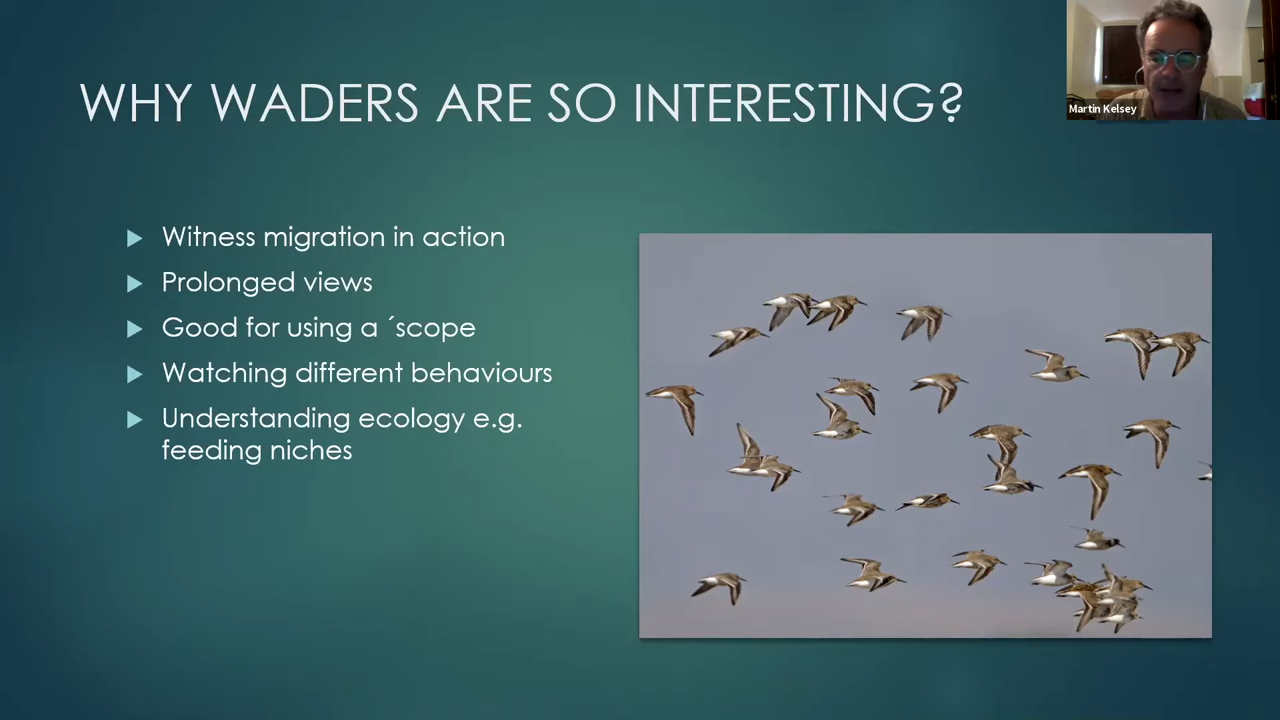 WHY WADERS ARE SO INTERESTING?
Martin Kelsey
Witness migration in action
Prolonged views
Good for using a ´scope
Watching different behaviours
Understanding ecology e.g.
feeding niches